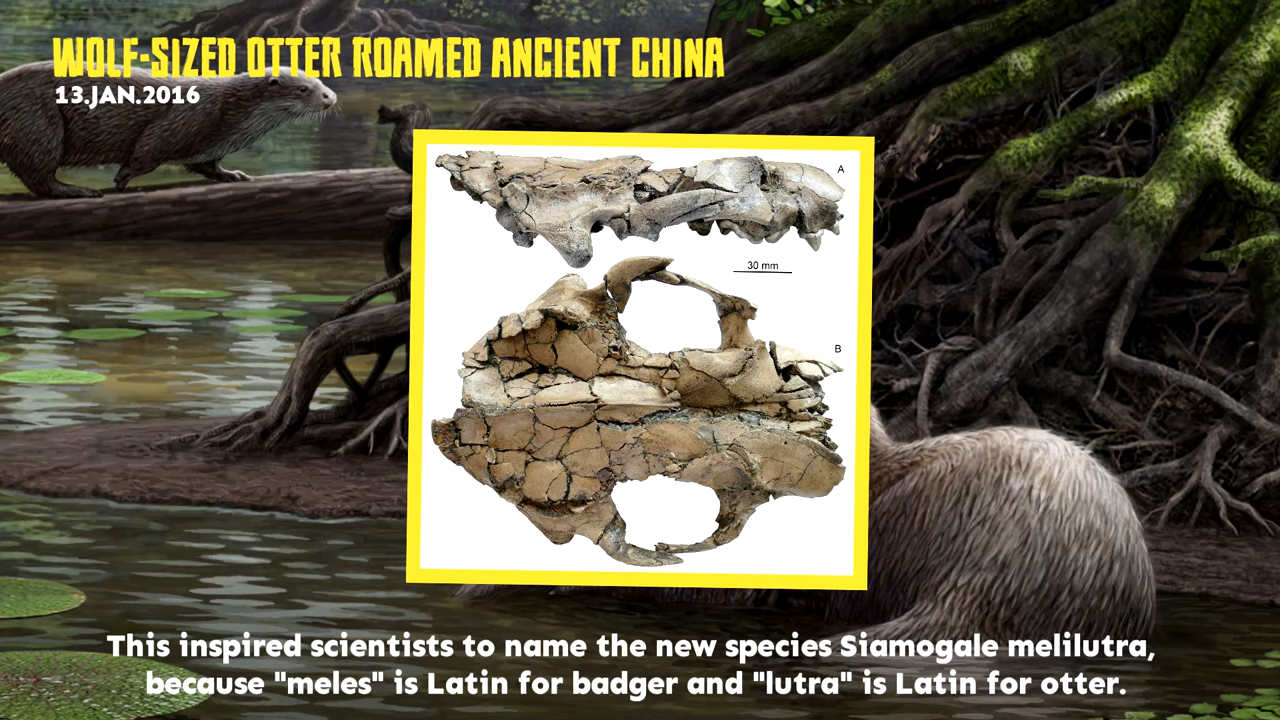 WOLF-SIZED OTTER ROAMED ANCIENT CHINA
13.JAN.2016
A
30 mm
B
This inspired scientists to name the new species Siamogale melilutra,
because "meles" is Latin for badger and "lutra" is Latin for otter.